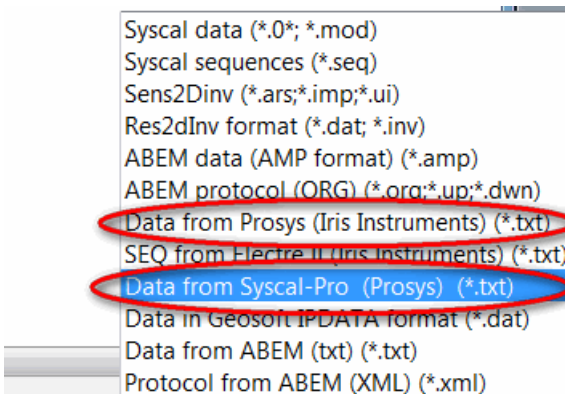 Syscal data (*.0*; *.mod)
Syscal sequences (*.seq)
Sens2Dinv (*.ars;*.imp;*.ui)
Res2dInv format (*.dat; *.inv)
ABEM data (AMP format) (*.amp)
ABEM protocol (ORG) (*.org;*.up;*.dwn)
Data from Prosys (Iris Instruments) (*.txt)
SEQ from Electre II (Iris Instruments) (*.txt)
Data from Syscal-Pro (Prosys) (*.txt)
Data in Geosoft IPDATA format (*.dat)
Data from ABEM (txt) (*.txt)
Protocol from ABEM (XML) (*.xml)